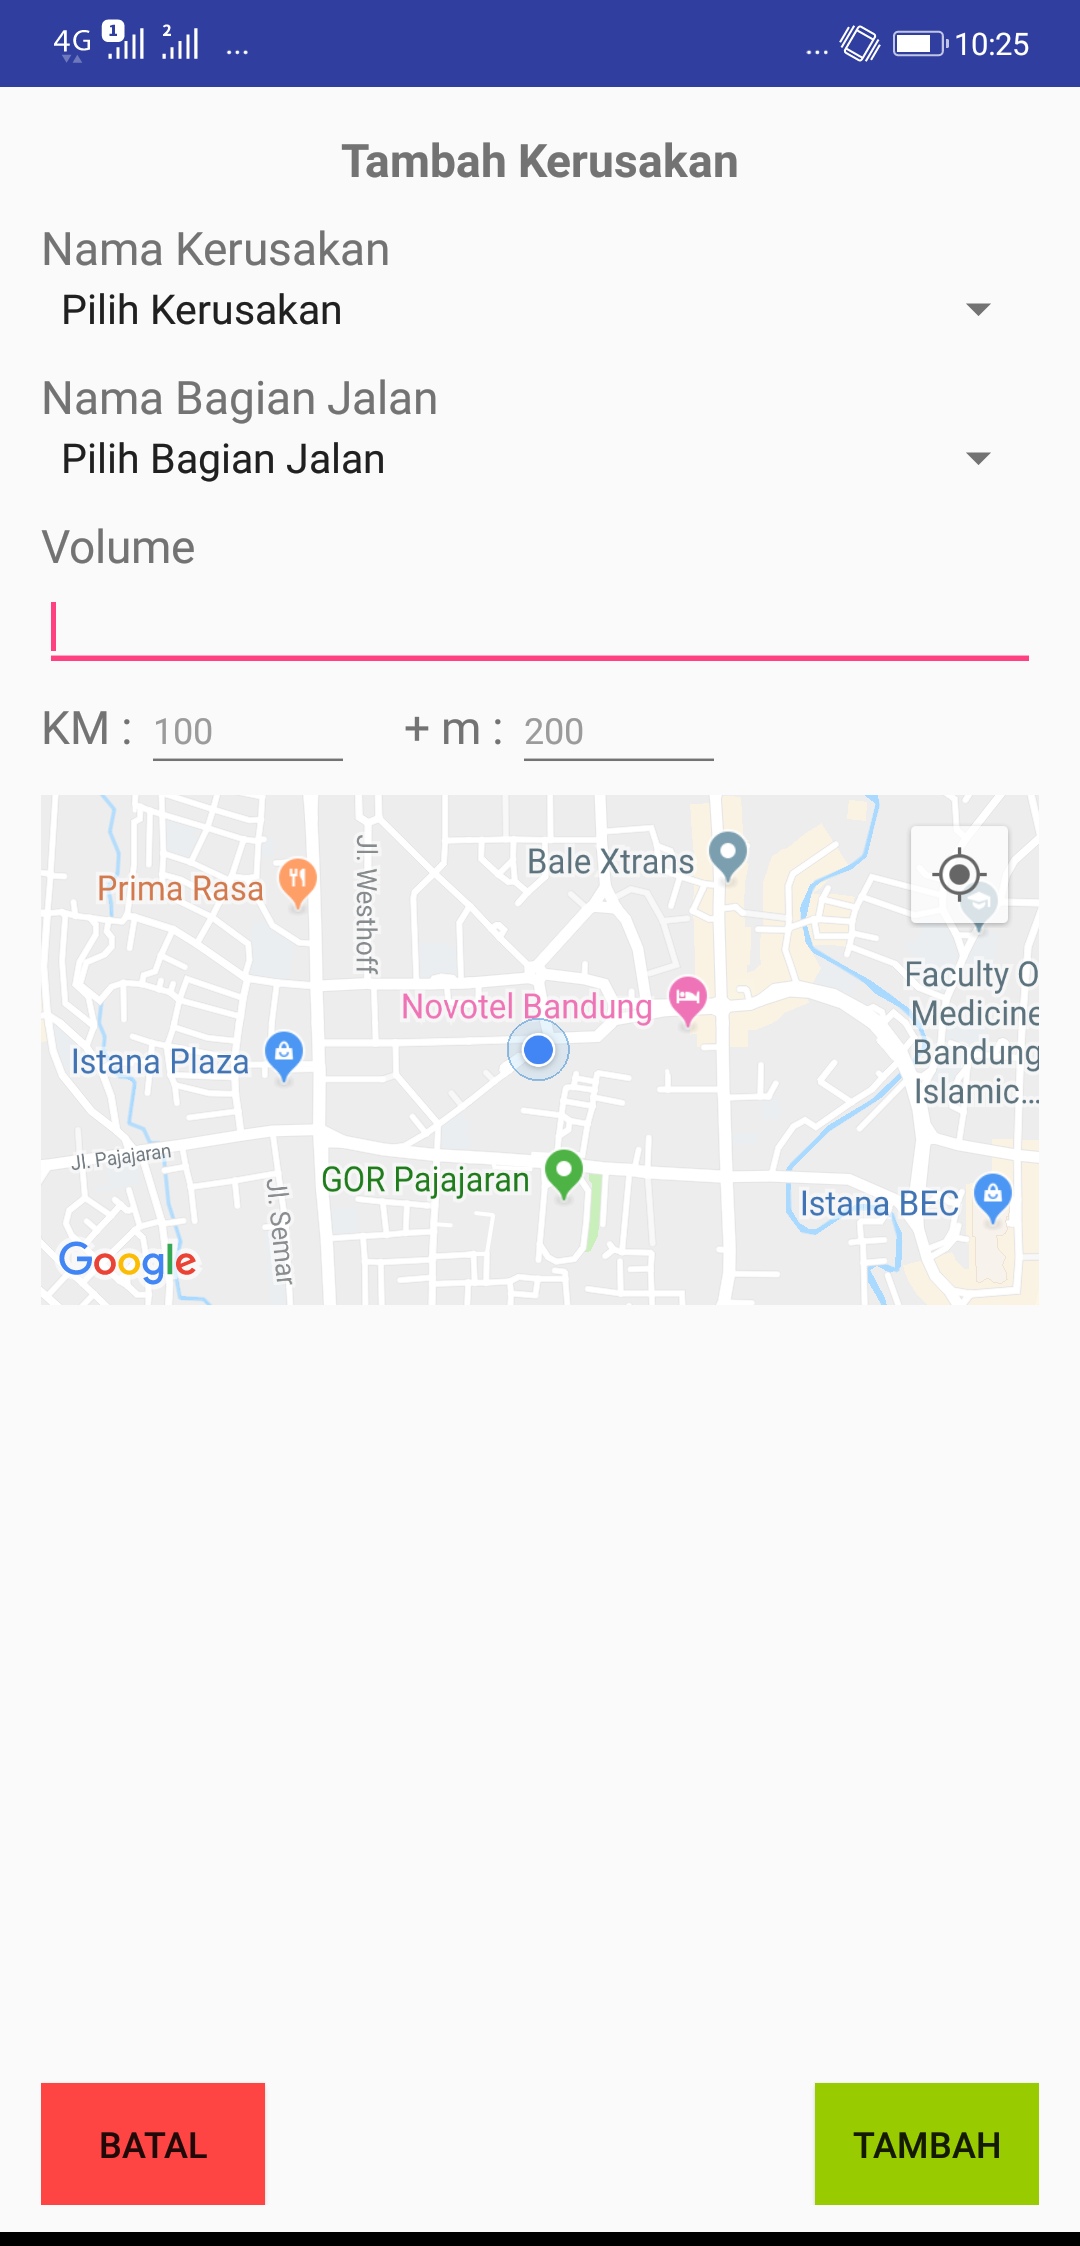 4G 1 2 ... ... 10:25
Tambah Kerusakan
Nama Kerusakan
Pilih Kerusakan
Nama Bagian Jalan
Pilih Bagian Jalan
Volume
KM : 100 + m : 200
Jl. Westhoff
Bale Xtrans
Prima Rasa
Faculty O
Medicine
Bandung
Islamic...
Novotel Bandung
Istana Plaza
Jl. Pajajaran
GOR Pajajaran
Jl. Semar
Istana BEC
Google
BATAL
TAMBAH